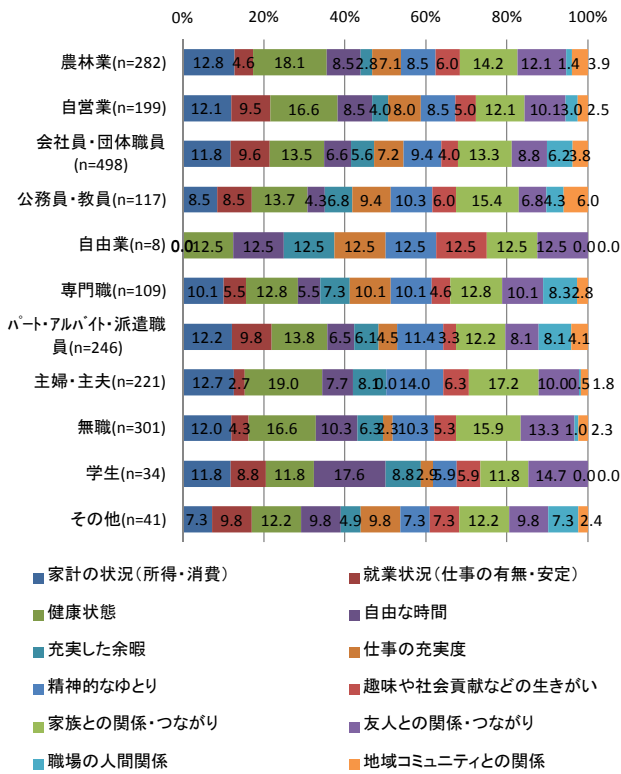 0% 20% 40% 60% 80% 100%
農林業(n=282) 12.8 4.6 18.1 8.5 2.8 7.1 8.5 6.0 14.2 12.1 1.4 3.9
自営業(n=199) 12.1 9.5 16.6 8.5 4.0 8.0 8.5 5.0 12.1 10.1 3.0 2.5
会社員・団体職員
(n=498) 11.8 9.6 13.5 6.6 5.6 7.2 9.4 4.0 13.3 8.8 6.2 3.8
公務員・教員(n=117) 8.5 8.5 13.7 4.3 6.8 9.4 10.3 6.0 15.4 6.8 4.3 6.0
自由業(n=8) 0.0 12.5 12.5 12.5 12.5 12.5 12.5 12.5 12.5 0.0 0.0
専門職(n=109) 10.1 5.5 12.8 5.5 7.3 10.1 10.1 4.6 12.8 10.1 8.3 2.8
パート・アルバイト・派遣職
員(n=246) 12.2 9.8 13.8 6.5 6.1 4.5 11.4 3.3 12.2 8.1 8.1 4.1
主婦・主夫(n=221) 12.7 2.7 19.0 7.7 8.1 0.0 14.0 6.3 17.2 10.0 0.5 1.8
無職(n=301) 12.0 4.3 16.6 10.3 6.3 2.3 10.3 5.3 15.9 13.3 1.0 2.3
学生(n=34) 11.8 8.8 11.8 17.6 8.8 2.9 5.9 5.9 11.8 14.7 0.0 0.0
その他(n=41) 7.3 9.8 12.2 9.8 4.9 9.8 7.3 7.3 12.2 9.8 7.3 2.4
家計の状況(所得・消費) 就業状況(仕事の有無・安定)
健康状態 自由な時間
充実した余暇 仕事の充実度
精神的なゆとり 趣味や社会貢献などの生きがい
家族との関係・つながり 友人との関係・つながり
職場の人間関係 地域コミュニティとの関係